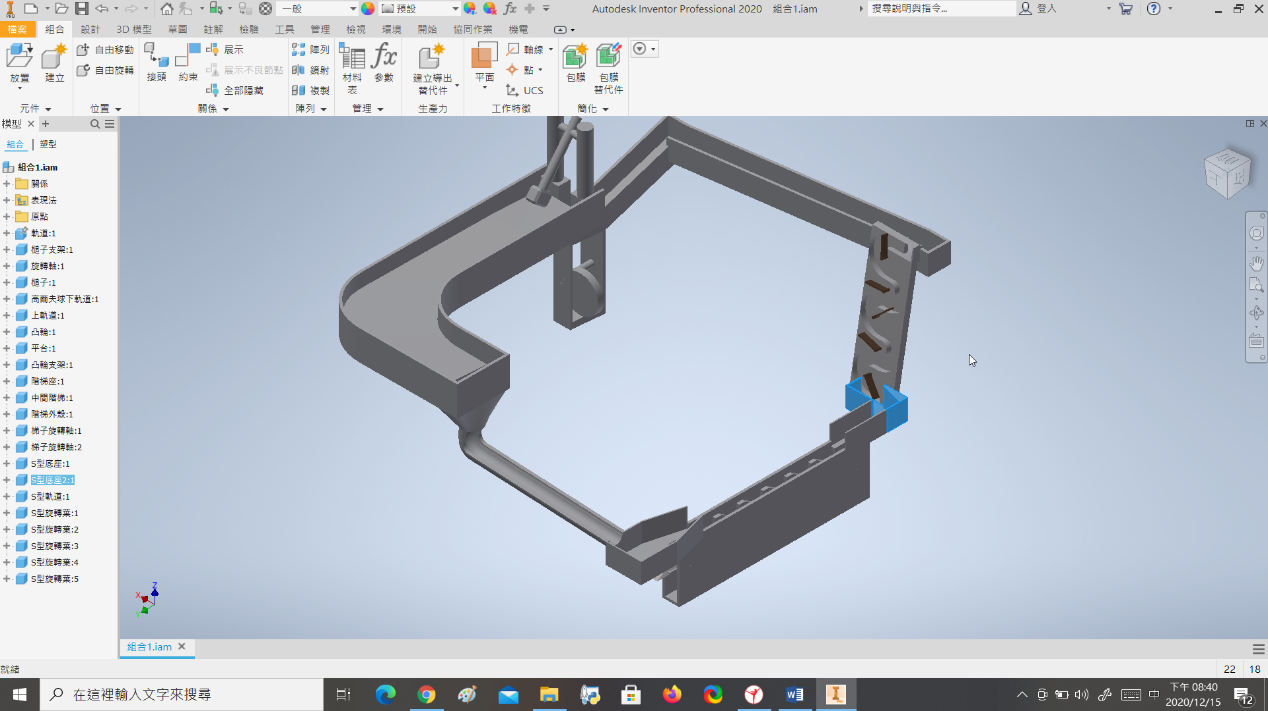 一般
預設
Autodesk Inventor Professional 2020 組合1.iam
搜尋說明與指令...
登入
檔案 組合 設計 3D 模型 草圖 註解 檢驗 工具 管理 檢視 環境 開始 協同作業 機電
放置
建立
自由移動
自由旋轉
接頭
約束
展示
展示不良節點
全部隱藏
陣列
鏡射
複製
材料表
參數
建立導出替代件
平面
軸線
點
UCS
包膜
包膜替代件
元件 位置 關係 陣列 管理 生產力 工作特徵 簡化
模型
組合 塑型
組合1.iam
關係
表現法
原點
軌道:1
槌子支架:1
旋轉軸:1
槌子:1
高爾夫球下軌道:1
上軌道:1
凸輪:1
平台:1
凸輪支架:1
階梯座:1
中間階梯:1
階梯外殼:1
梯子旋轉軸:1
梯子旋轉軸:2
S型底座:1
S型底座2:1
S型軌道:1
S型旋轉葉:1
S型旋轉葉:2
S型旋轉葉:3
S型旋轉葉:4
S型旋轉葉:5
Z
X
Y
組合1.iam
就緒
22 18
在這裡輸入文字來搜尋
中
下午 08:40
2020/12/15
12